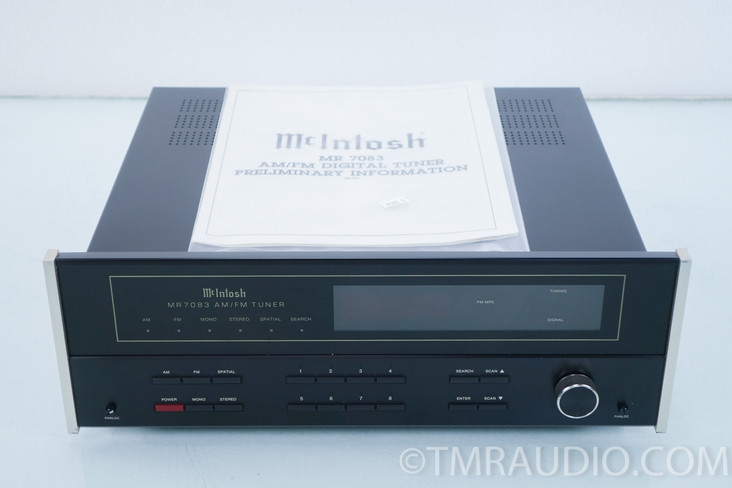 McIntosh
MR 7083
AM/FM DIGITAL TUNER
PRELIMINARY INFORMATION
McIntosh
MR7083 AM/FM TUNER
AM FM MONO STEREO SPATIAL SEARCH
TUNING
FM MPX
SIGNAL
AM FM SPATIAL
1 2 3 4
SEARCH SCAN ▲
POWER MONO STEREO
5 6 7 8
ENTER SCAN ▼
PANLOC
PANLOC
©TMRAUDIO.COM